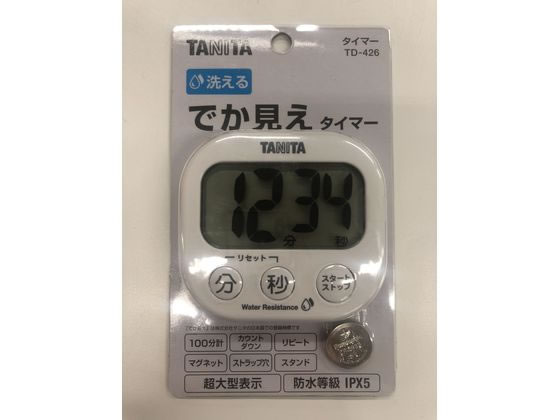 TANITA
タイマー
TD-426
洗える
でか見え タイマー
TANITA
12 34
分 秒
リセット
分 秒 スタート
ストップ
Water Resistance
100分計 カウント
ダウン リピート
マグネット ストラップ穴 スタンド
超大型表示 防水等級 IPX5